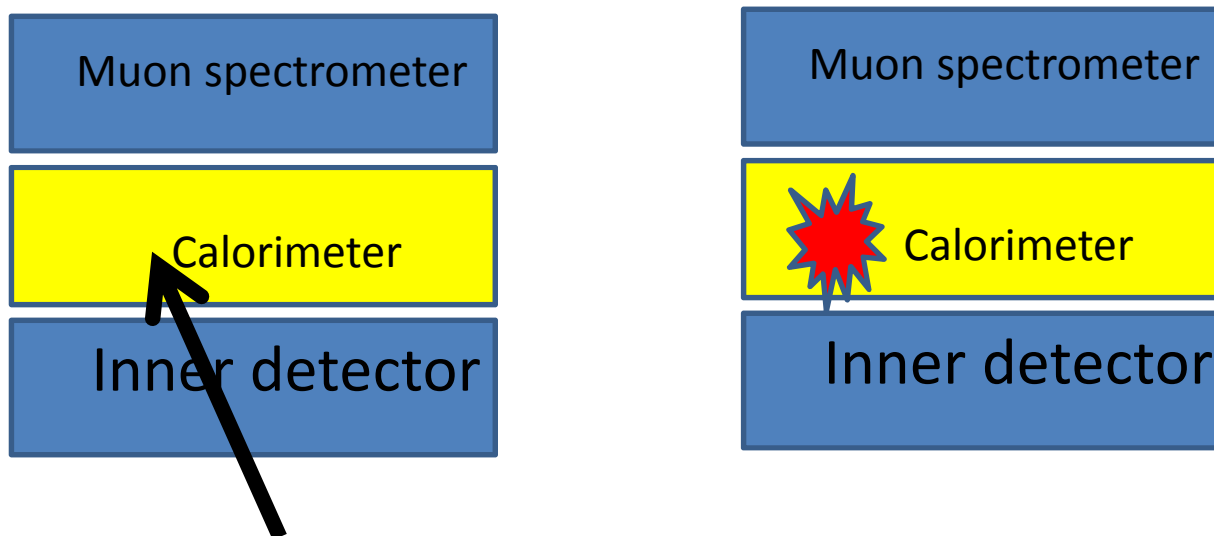 Muon spectrometer
Calorimeter
Inner detector
Muon spectrometer
Calorimeter
Inner detector